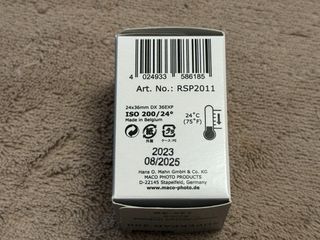 4 024933 586185
Art. No.: RSP2011
24x36mm DX 36EXP
ISO 200/24°
Made in Belgium
24°C
(75°F)
2023
08/2025
Hans O. Mahn GmbH & Co. KG
MACO PHOTO PRODUCTS
D-22145 Stapelfeld, Germany
www.maco-photo.de